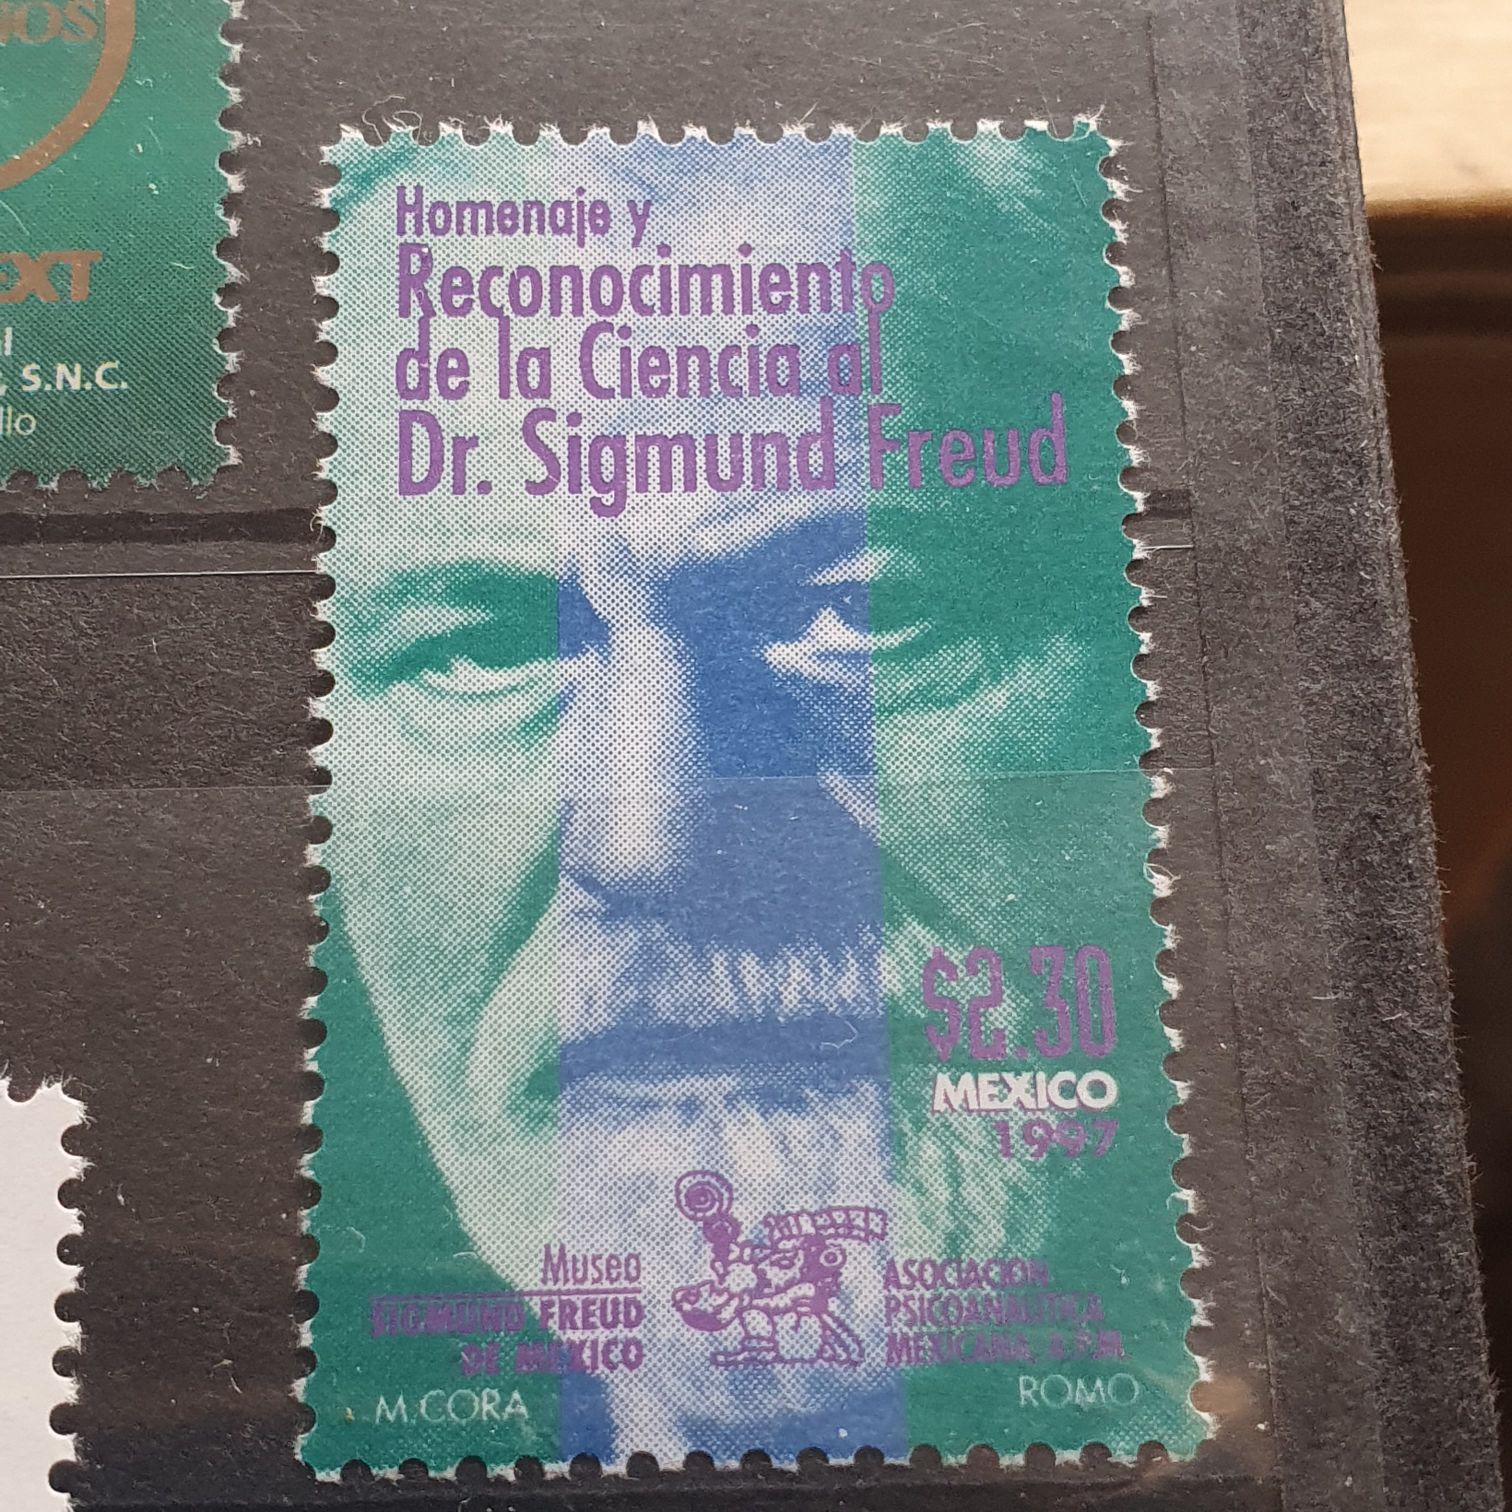 Homenaje y
Reconocimiento
de la Ciencia al
Dr. Sigmund Freud
$2.30
MEXICO
1997
Museo
SIGMUND FREUD
DE MEXICO
ASOCIACION
PSICOANALITICA
MEXICANA, A.P.M.
M.CORA
ROMO
EXT
S.N.C.